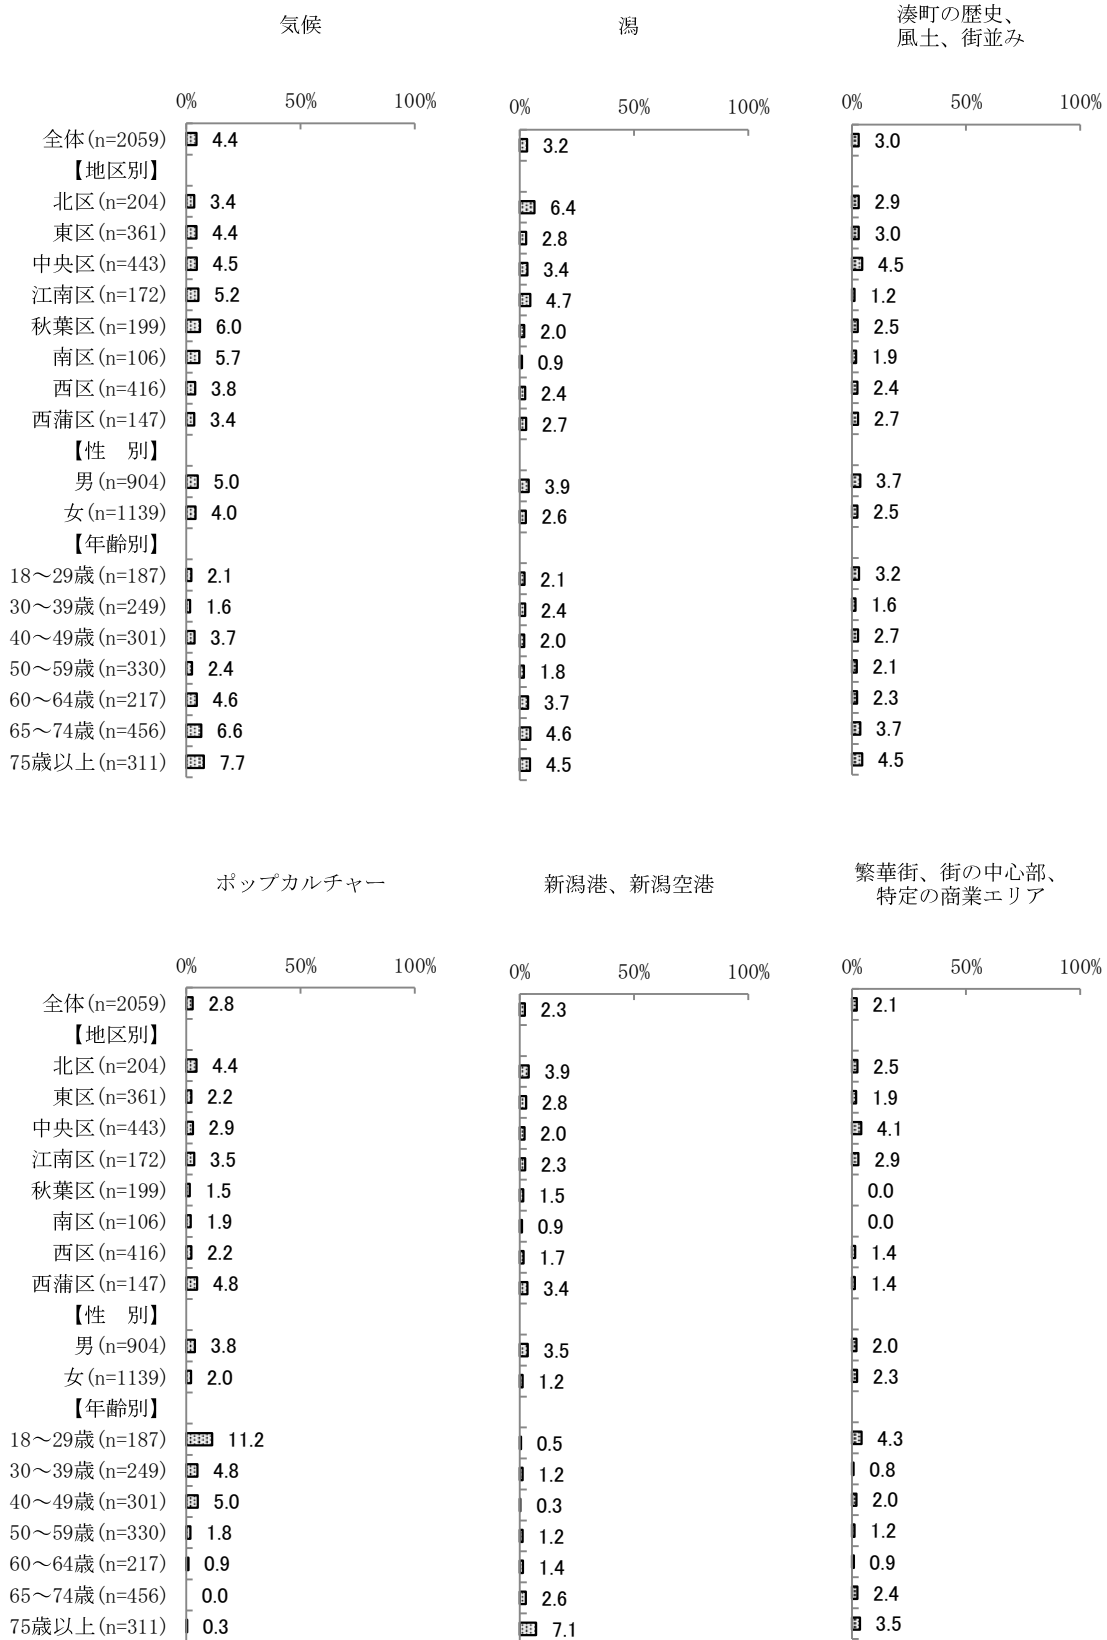 気候
潟
湊町の歴史、
風土、街並み
0% 50% 100% 0% 50% 100% 0% 50% 100%
全体(n=2059) 4.4 3.2 3.0
【地区別】
北区(n=204) 3.4 6.4 2.9
東区(n=361) 4.4 2.8 3.0
中央区(n=443) 4.5 3.4 4.5
江南区(n=172) 5.2 4.7 1.2
秋葉区(n=199) 6.0 2.0 2.5
南区(n=106) 5.7 0.9 1.9
西区(n=416) 3.8 2.4 2.4
西蒲区(n=147) 3.4 2.7 2.7
【性　別】
男(n=904) 5.0 3.9 3.7
女(n=1139) 4.0 2.6 2.5
【年齢別】
18～29歳(n=187) 2.1 2.1 3.2
30～39歳(n=249) 1.6 2.4 1.6
40～49歳(n=301) 3.7 2.0 2.7
50～59歳(n=330) 2.4 1.8 2.1
60～64歳(n=217) 4.6 3.7 2.3
65～74歳(n=456) 6.6 4.6 3.7
75歳以上(n=311) 7.7 4.5 4.5
ポップカルチャー
新潟港、新潟空港
繁華街、街の中心部、
特定の商業エリア
0% 50% 100% 0% 50% 100% 0% 50% 100%
全体(n=2059) 2.8 2.3 2.1
【地区別】
北区(n=204) 4.4 3.9 2.5
東区(n=361) 2.2 2.8 1.9
中央区(n=443) 2.9 2.0 4.1
江南区(n=172) 3.5 2.3 2.9
秋葉区(n=199) 1.5 1.5 0.0
南区(n=106) 1.9 0.9 0.0
西区(n=416) 2.2 1.7 1.4
西蒲区(n=147) 4.8 3.4 1.4
【性　別】
男(n=904) 3.8 3.5 2.0
女(n=1139) 2.0 1.2 2.3
【年齢別】
18～29歳(n=187) 11.2 0.5 4.3
30～39歳(n=249) 4.8 1.2 0.8
40～49歳(n=301) 5.0 0.3 2.0
50～59歳(n=330) 1.8 1.2 1.2
60～64歳(n=217) 0.9 1.4 0.9
65～74歳(n=456) 0.0 2.6 2.4
75歳以上(n=311) 0.3 7.1 3.5